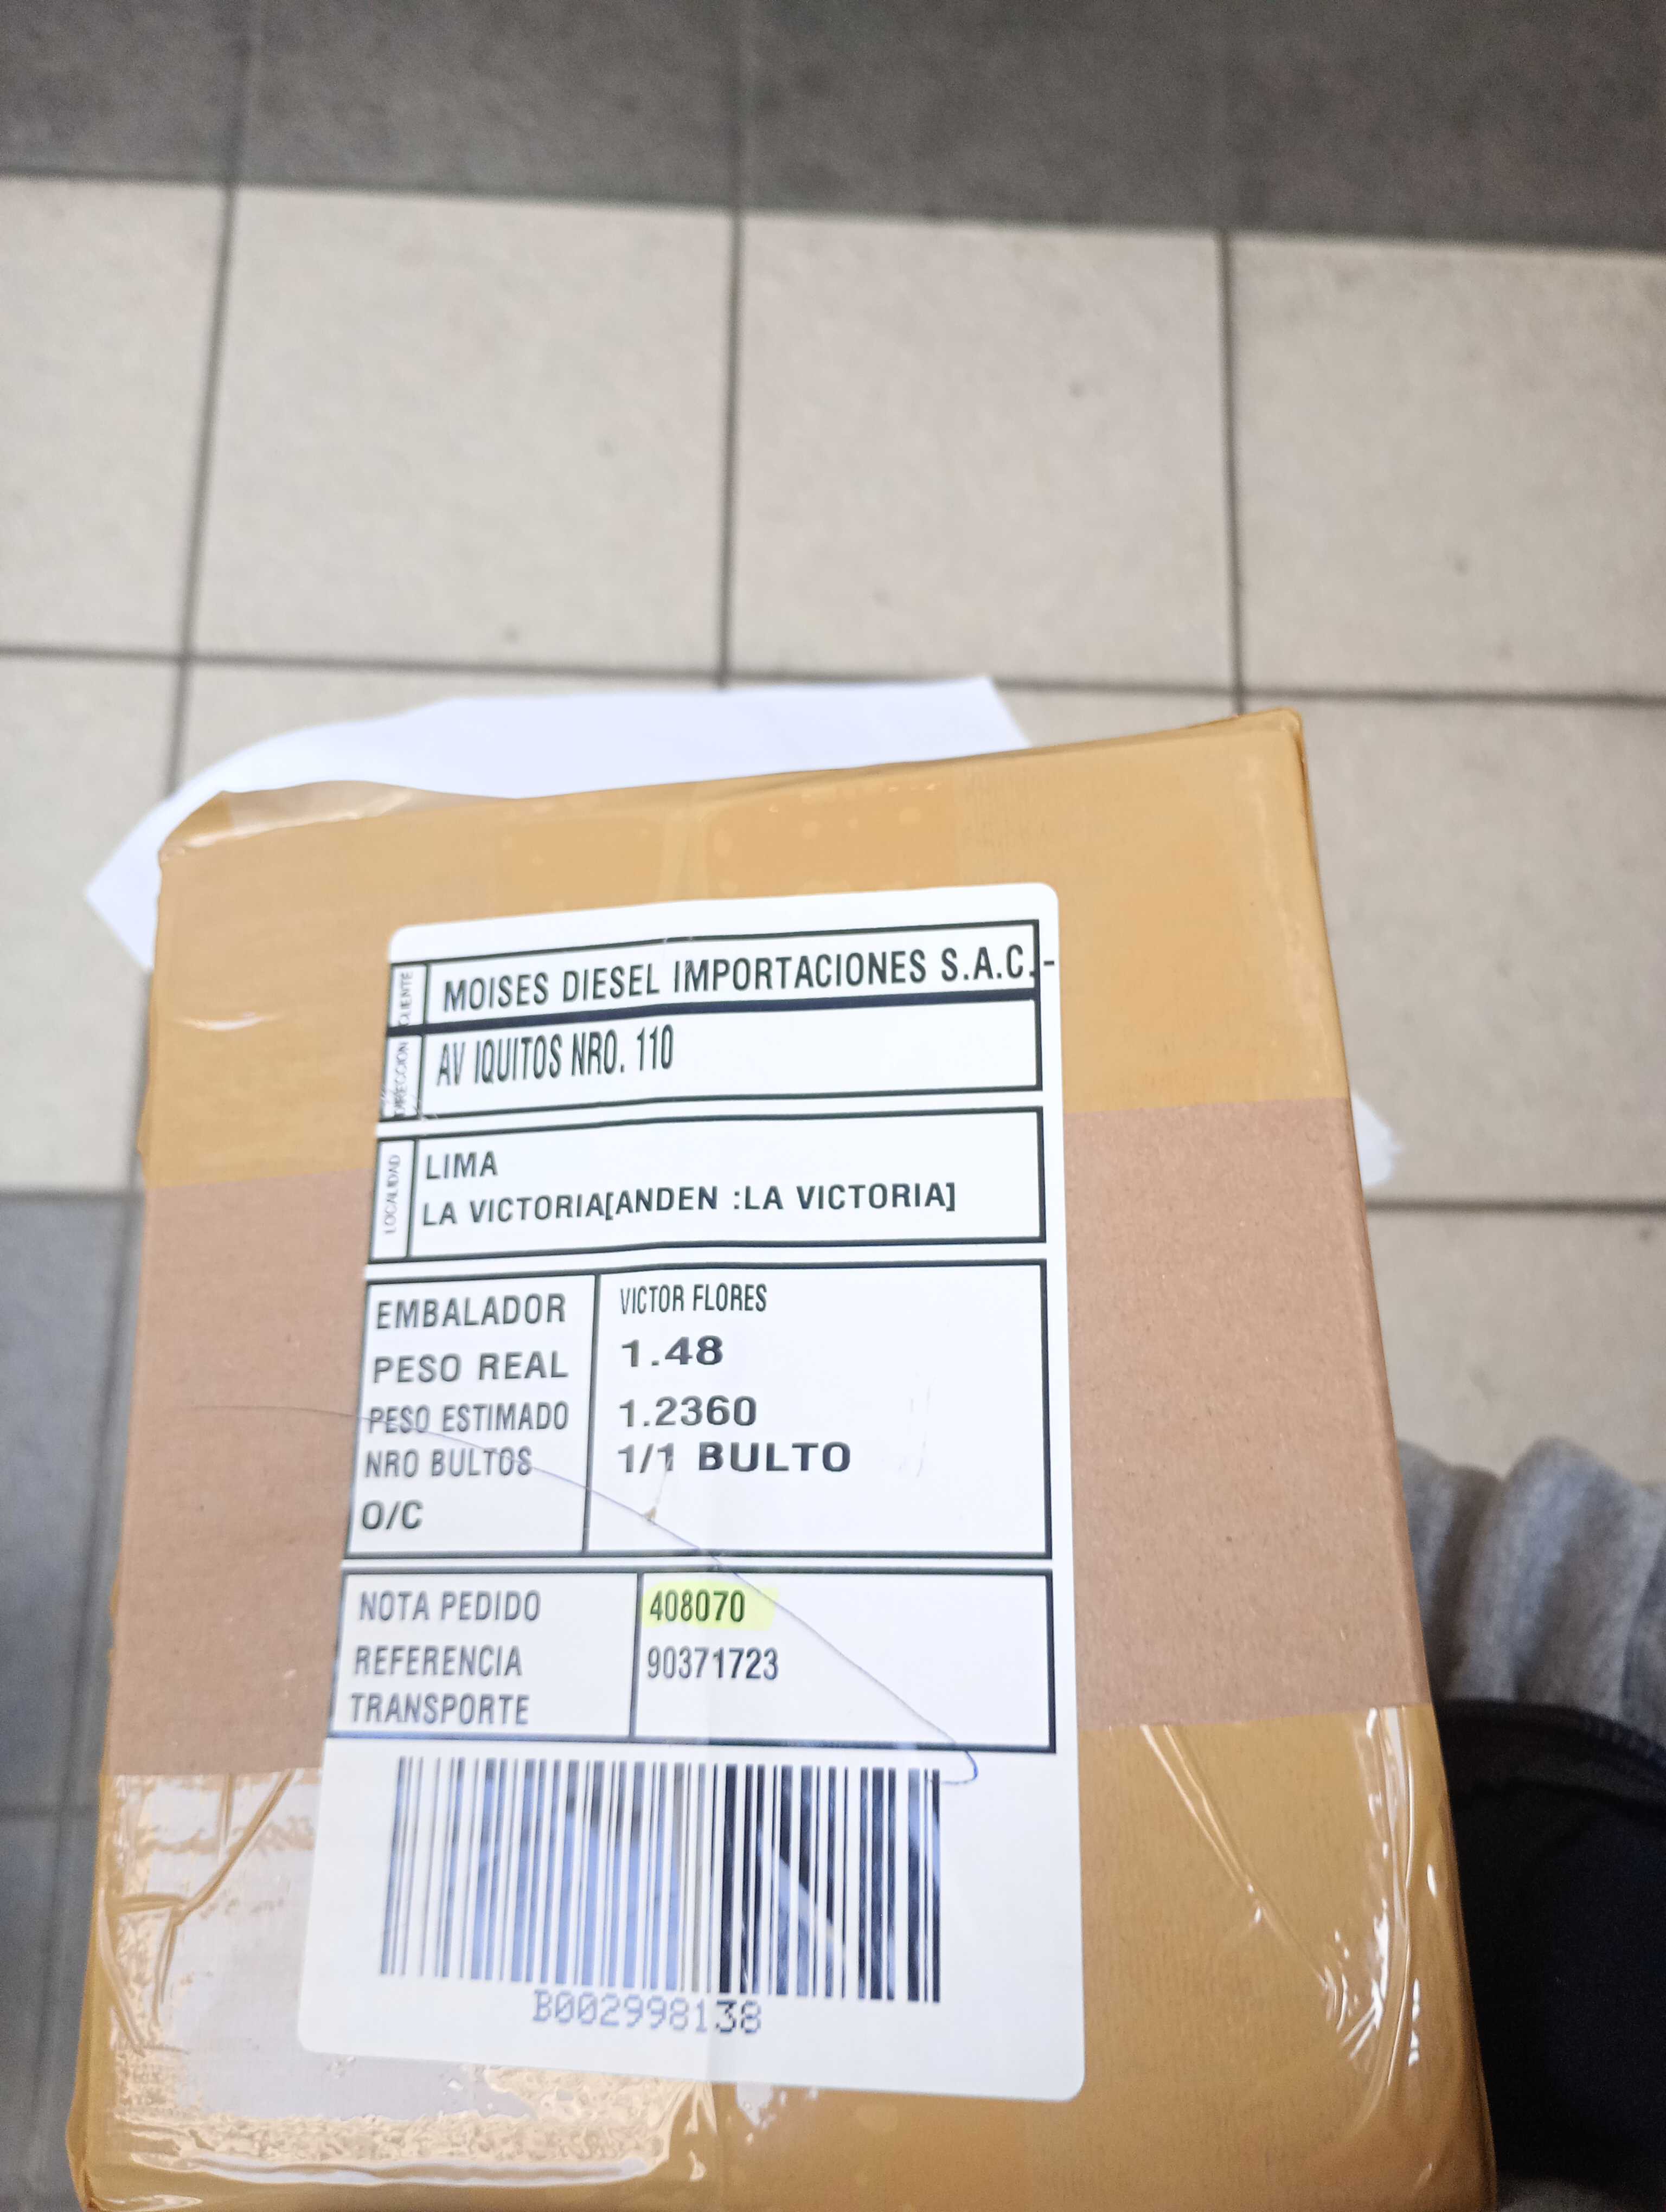 CLIENTE MOISES DIESEL IMPORTACIONES S.A.C.-
DIRECCION AV IQUITOS NRO. 110
LOCALIDAD LIMA
LA VICTORIA[ANDEN :LA VICTORIA]
EMBALADOR VICTOR FLORES
PESO REAL 1.48
PESO ESTIMADO 1.2360
NRO BULTOS 1/1 BULTO
O/C
NOTA PEDIDO 408070
REFERENCIA 90371723
TRANSPORTE
B002998138